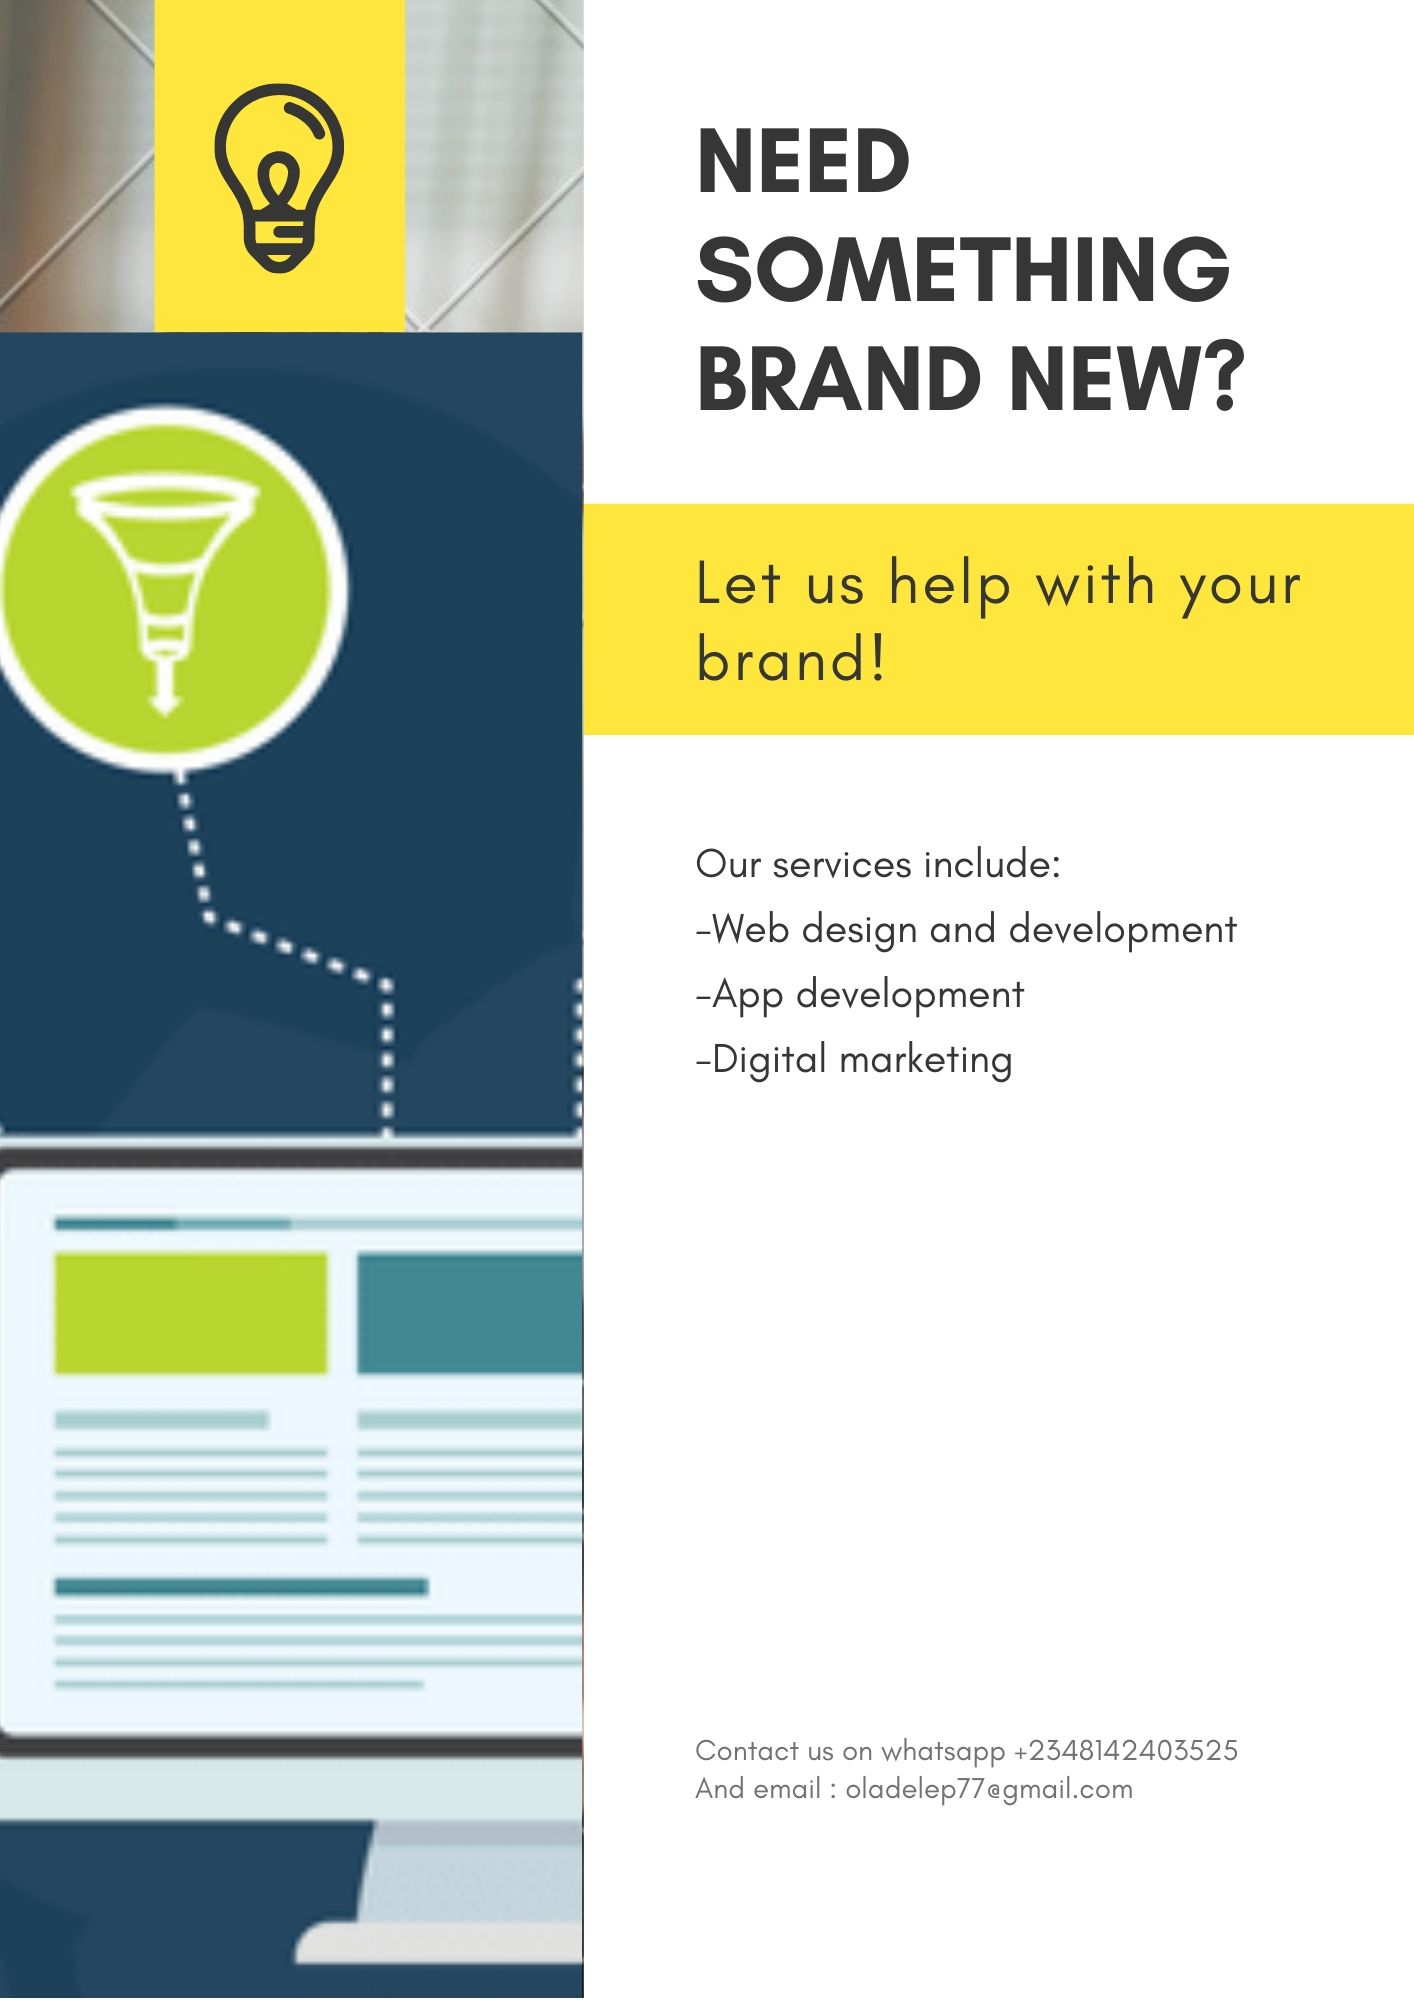 NEED
SOMETHING
BRAND NEW?
Let us help with your
brand!
Our services include:
-Web design and development
-App development
-Digital marketing
Contact us on whatsapp +2348142403525
And email : oladelep77@gmail.com